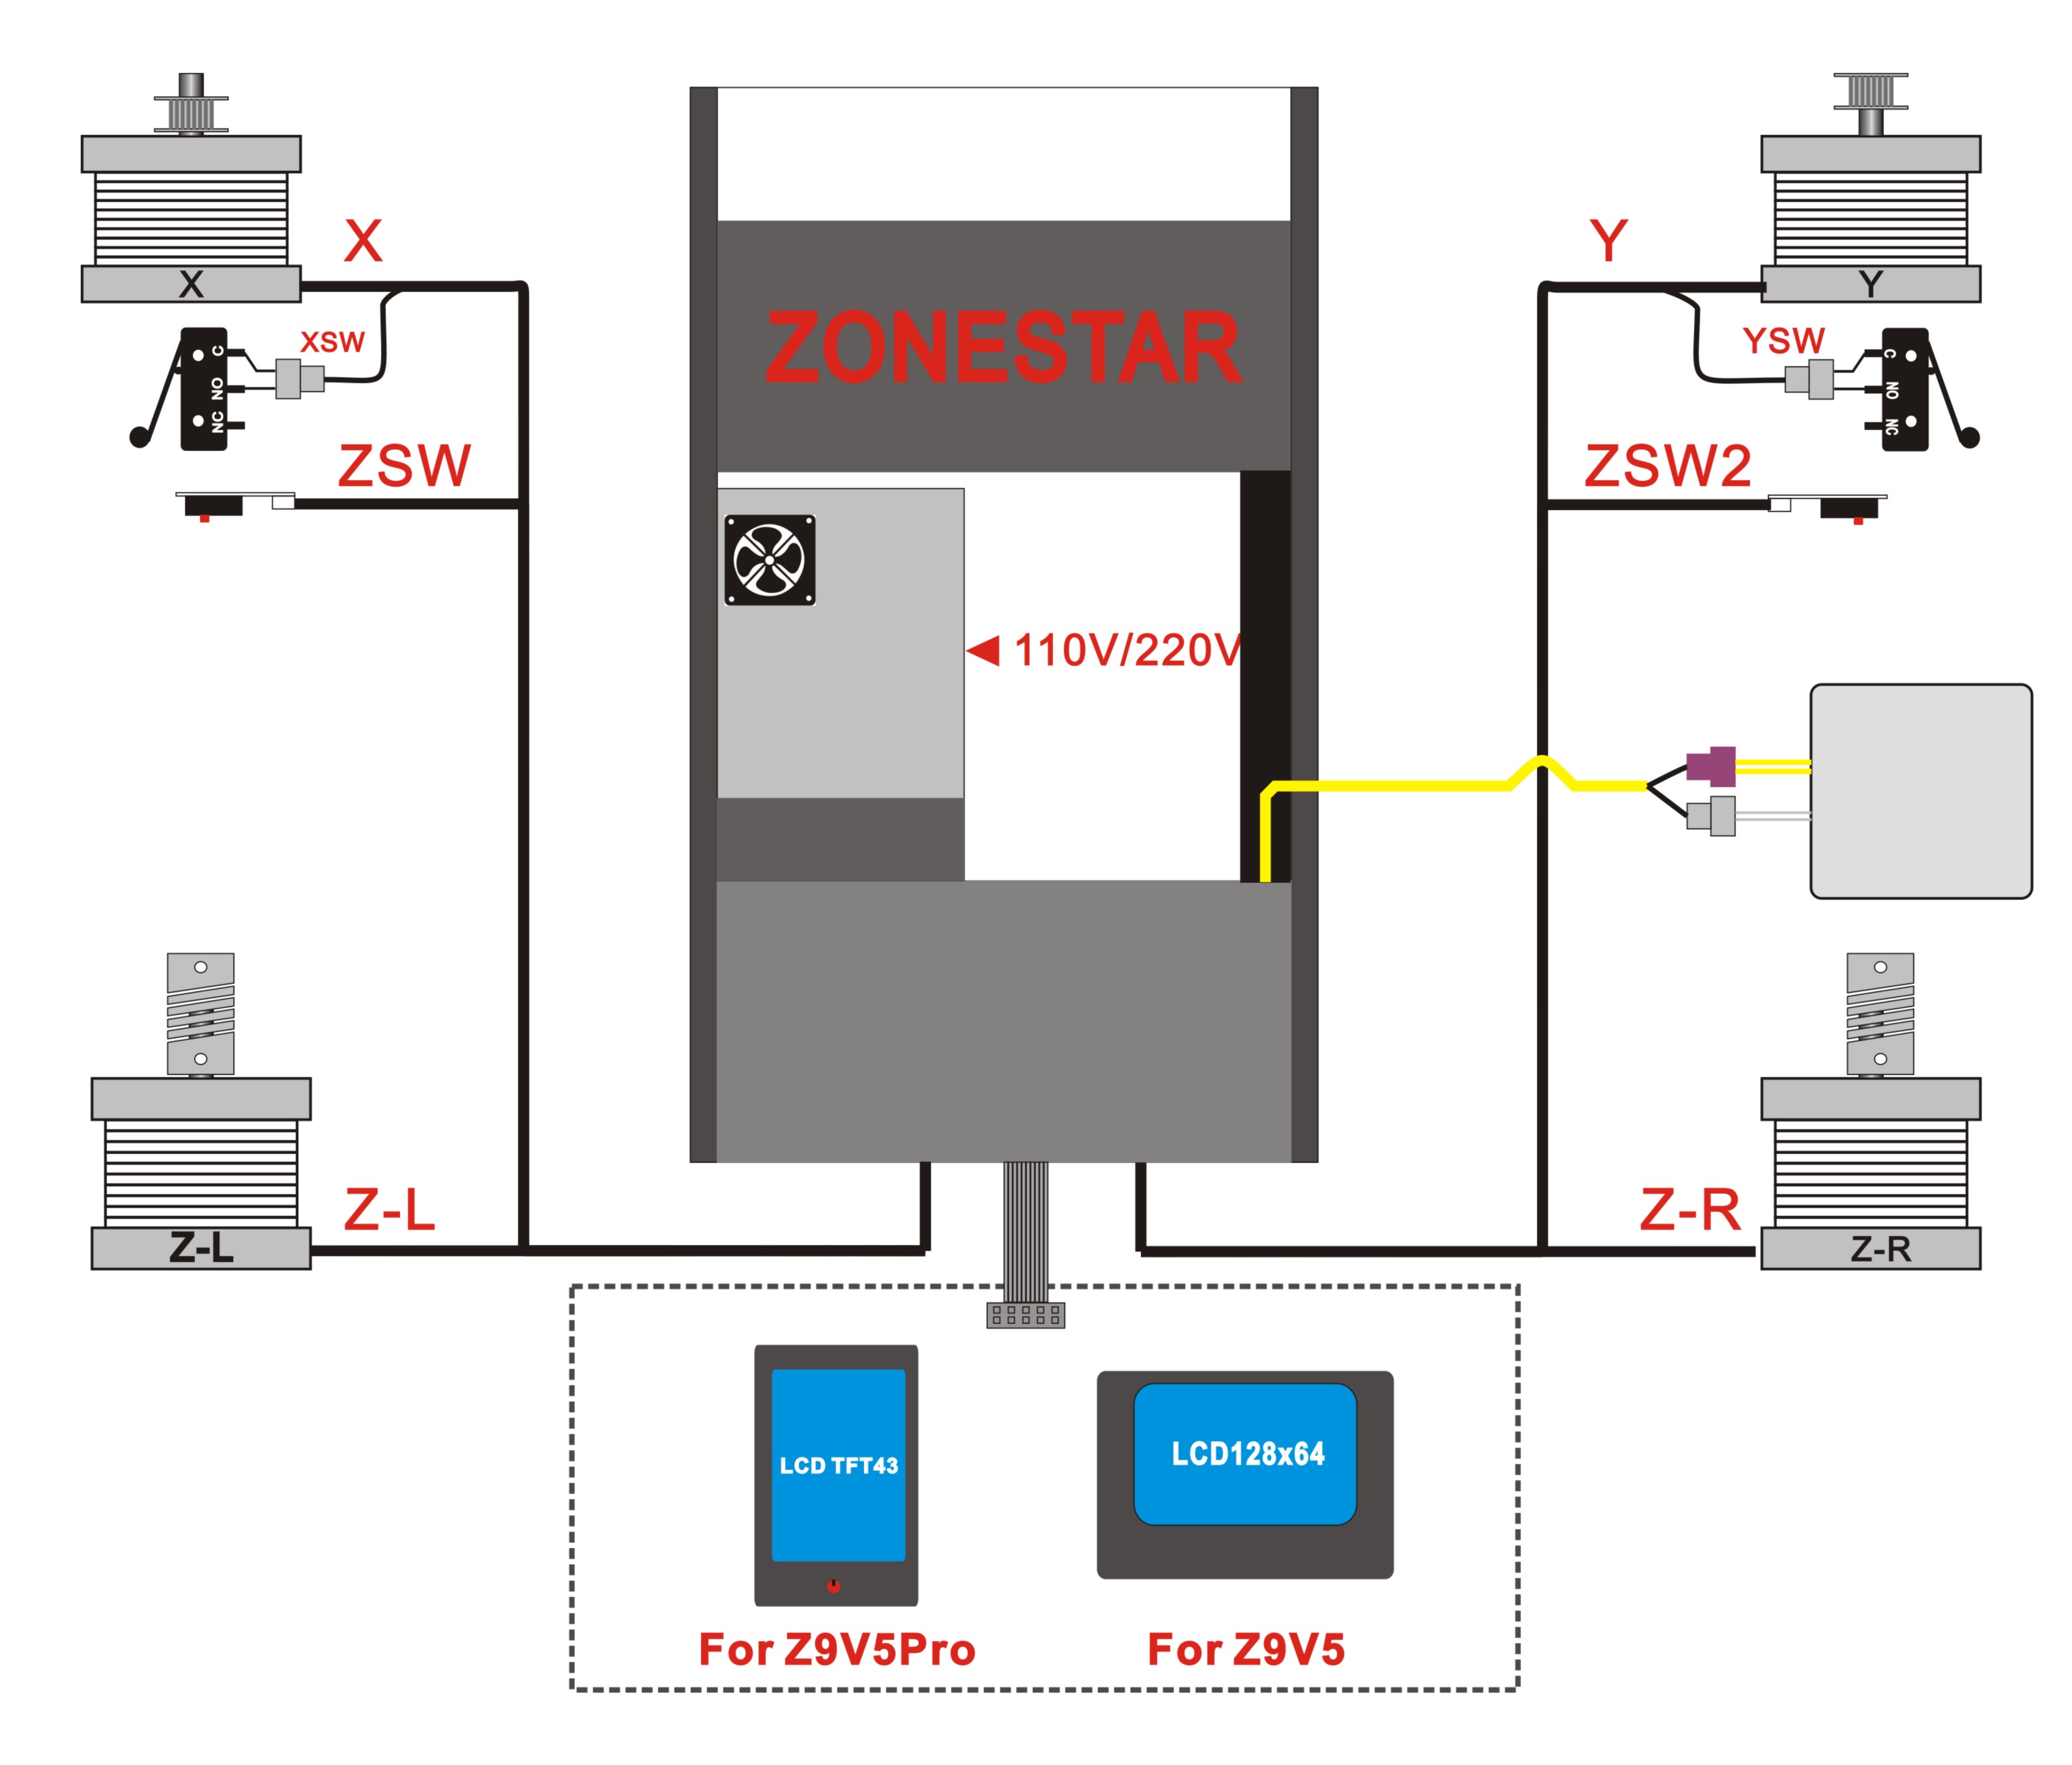 X
X
XSW
C
NO
NC
ZSW
ZONESTAR
110V/220V
Y
Y
YSW
C
NO
NC
ZSW2
Z-L
Z-L
Z-R
Z-R
LCD TFT43
LCD128x64
For Z9V5Pro
For Z9V5